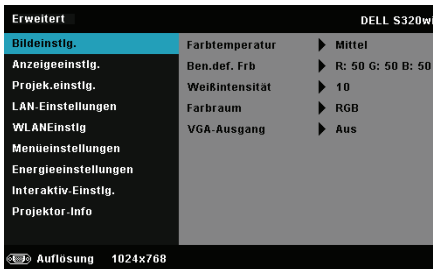 Erweitert DELL S320wi
Bildeinstlg. Farbtemperatur Mittel
Anzeigeeinstlg. Ben.def. Frb R: 50 G: 50 B: 50
Projek.einstlg. Weißintensität 10
LAN-Einstellungen Farbraum RGB
WLANEinstlg VGA-Ausgang Aus
Menüeinstellungen
Energieeinstellungen
Interaktiv-Einstlg.
Projektor-Info
Auflösung 1024x768